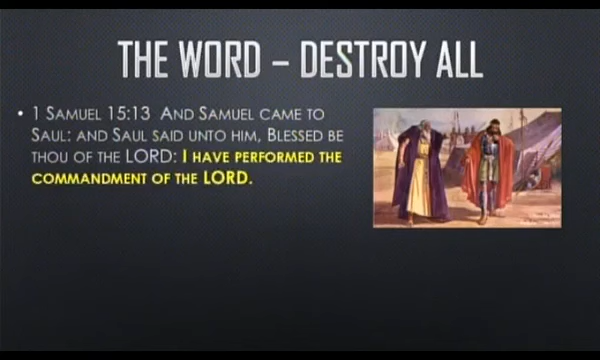 THE WORD – DESTROY ALL
• 1 SAMUEL 15:13 AND SAMUEL CAME TO
SAUL: AND SAUL SAID UNTO HIM, BLESSED BE
THOU OF THE LORD: I HAVE PERFORMED THE
COMMANDMENT OF THE LORD.